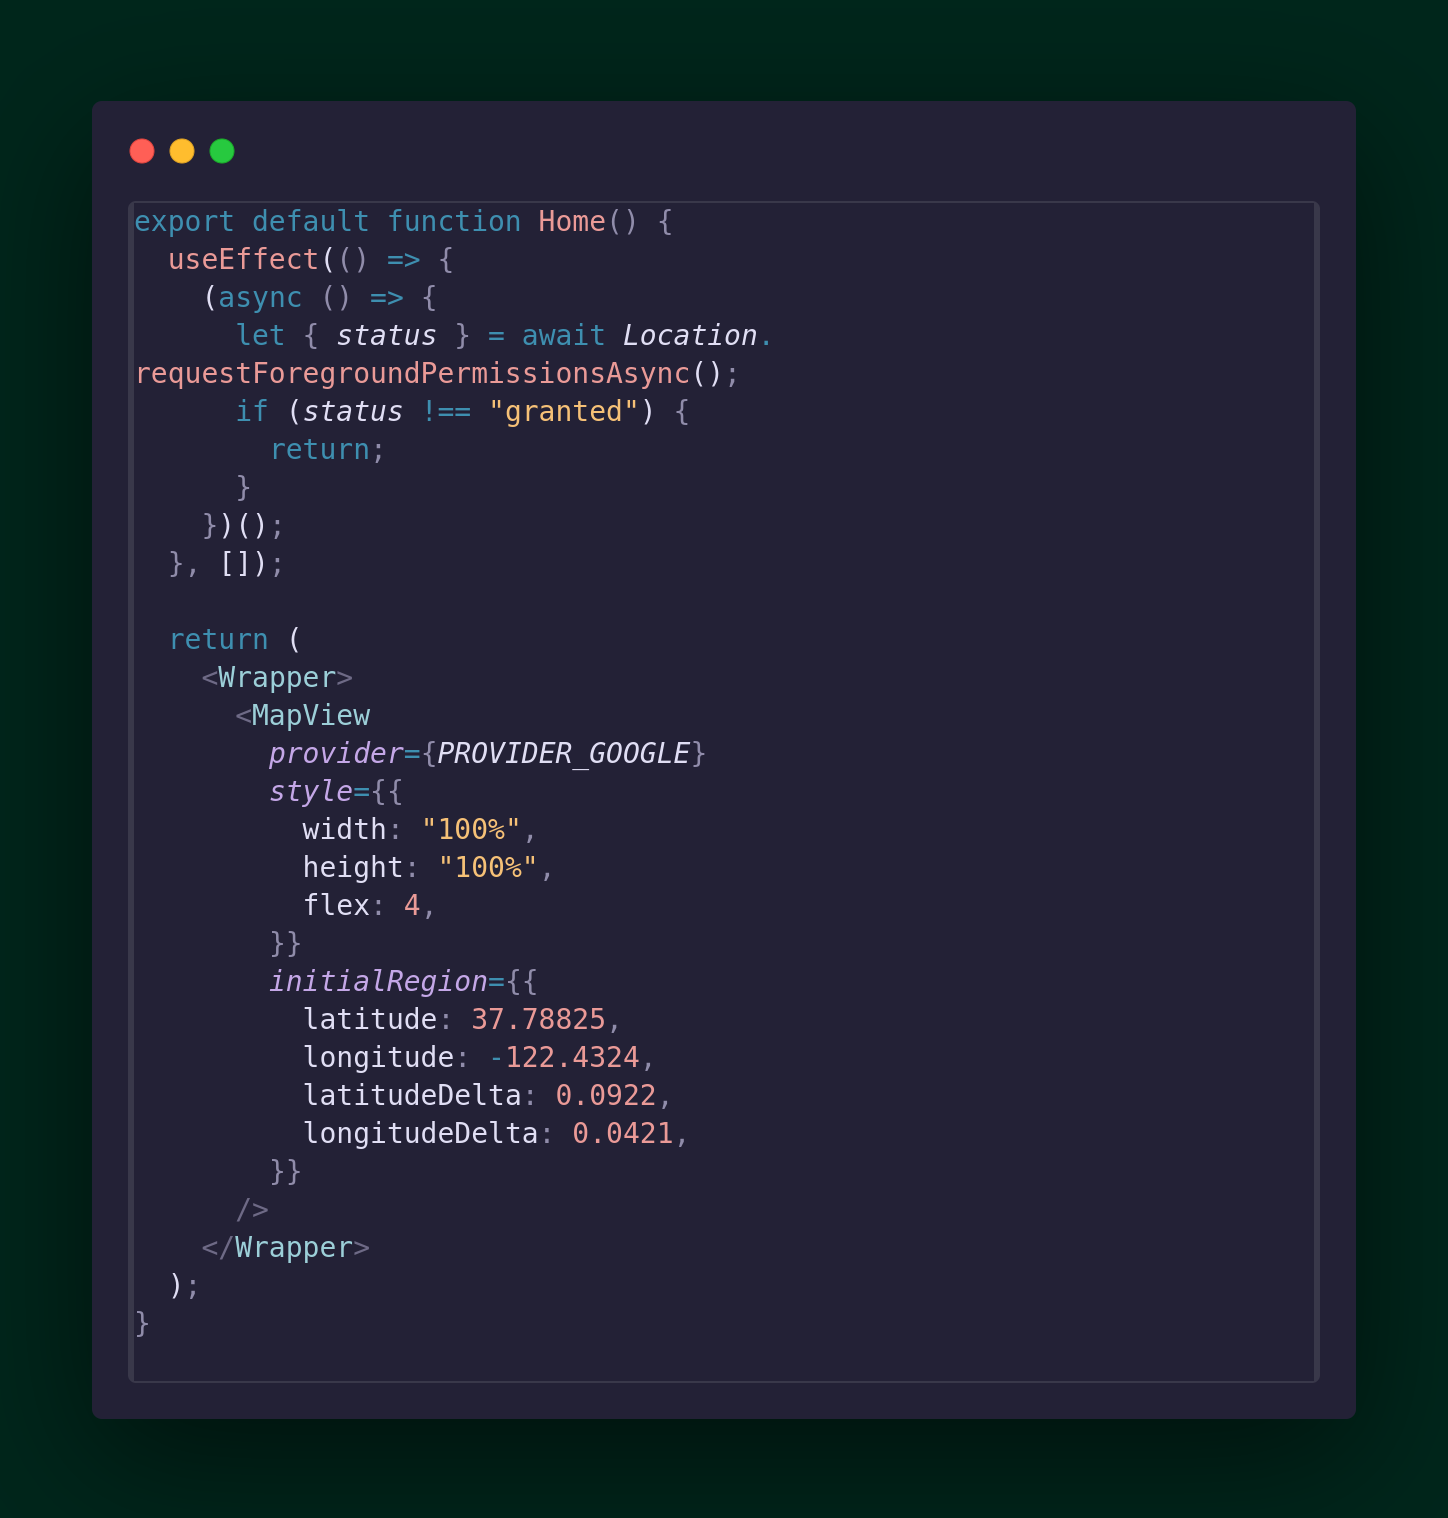 export default function Home() {
  useEffect(() => {
    (async () => {
      let { status } = await Location.
requestForegroundPermissionsAsync();
      if (status !== "granted") {
        return;
      }
    })();
  }, []);

  return (
    <Wrapper>
      <MapView
        provider={PROVIDER_GOOGLE}
        style={{
          width: "100%",
          height: "100%",
          flex: 4,
        }}
        initialRegion={{
          latitude: 37.78825,
          longitude: -122.4324,
          latitudeDelta: 0.0922,
          longitudeDelta: 0.0421,
        }}
      />
    </Wrapper>
  );
}